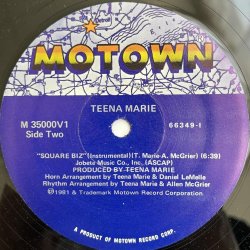 MOTOWN
TEENA MARIE
M 35000V1
Side Two
66349-1
"SQUARE BIZ" (Instrumental) (T. Marie-A. McGrier) (6:39)
Jobete Music Co., Inc. (ASCAP)
PRODUCED BY TEENA MARIE
Horn Arrangement by Teena Marie & Daniel LeMelle
Rhythm Arrangement by Teena Marie & Allen McGrier
℗©1981 & Trademark Motown Record Corporation
A PRODUCT OF MOTOWN RECORD CORP.